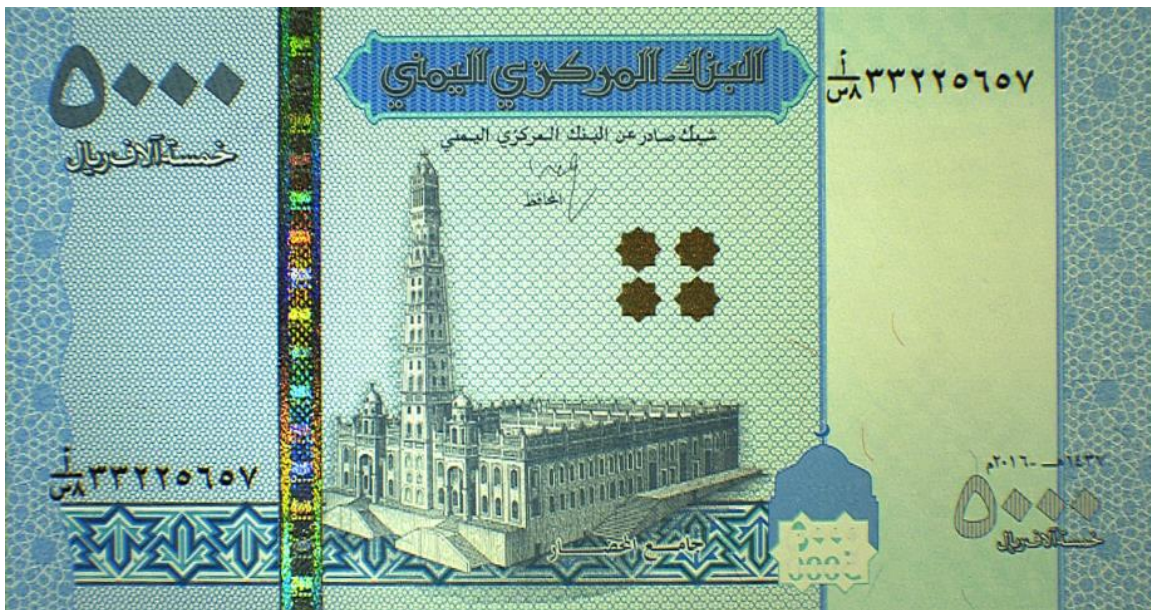 ٥٠٠٠
خمسة آلاف ريال
البنك المركزي اليمني
شيك صادر عن البنك المركزي اليمني
المحافظ
أ/٨س ٣٣٢٢٥٦٥٧
أ/٨س ٣٣٢٢٥٦٥٧
جامع المحضار
١٤٣٧هـ - ٢٠١٦م
٥٠٠٠
خمسة آلاف ريال